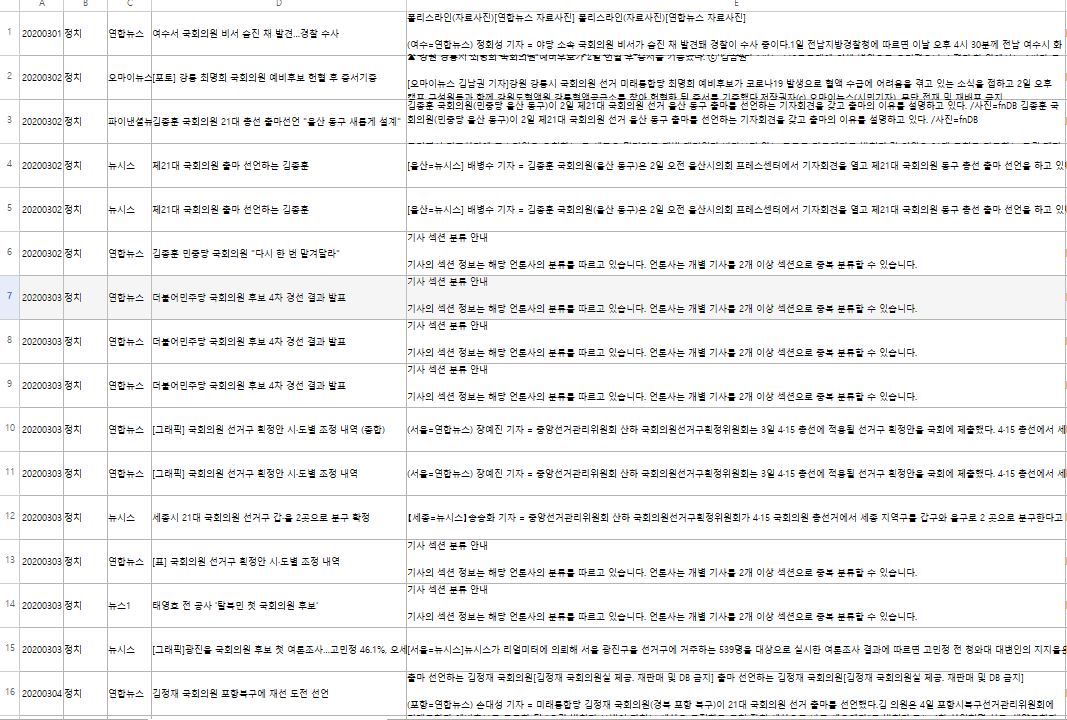 A B C D E
1 20200301 정치 연합뉴스 여수서 국회의원 비서 숨진 채 발견...경찰 수사
폴리스라인(자료사진)[연합뉴스 자료사진] 폴리스라인(자료사진)[연합뉴스 자료사진]
(여수=연합뉴스) 정회성 기자 = 야당 소속 국회의원 비서가 숨진 채 발견돼 경찰이 수사 중이다.1일 전남지방경찰청에 따르면 이날 오후 4시 30분께 전남 여수시 화
2 20200302 정치 오마이뉴스 [포토] 강릉 최명희 국회의원 예비후보 헌혈 후 증서기증
[오마이뉴스 김남권 기자]강원 강릉시 국회의원 선거 미래통합당 최명희 예비후보가 코로나19 발생으로 혈액 수급에 어려움을 겪고 있는 소식을 접하고 2일 오후
3 20200302 정치 파이낸셜뉴 김종훈 국회의원 21대 총선 출마선언 "울산 동구 새롭게 설계"
김종훈 국회의원(민중당 울산 동구)이 2일 제21대 국회의원 선거 울산 동구 출마를 선언하는 기자회견을 갖고 출마의 이유를 설명하고 있다. /사진=fnDB 김종훈 국
회의원(민중당 울산 동구)이 2일 제21대 국회의원 선거 울산 동구 출마를 선언하는 기자회견을 갖고 출마의 이유를 설명하고 있다. /사진=fnDB
4 20200302 정치 뉴시스 제21대 국회의원 출마 선언하는 김종훈 [울산=뉴시스] 배병수 기자 = 김종훈 국회의원(울산 동구)은 2일 오전 울산시의회 프레스센터에서 기자회견을 열고 제21대 국회의원 동구 총선 출마 선언을 하고 있
5 20200302 정치 뉴시스 제21대 국회의원 출마 선언하는 김종훈 [울산=뉴시스] 배병수 기자 = 김종훈 국회의원(울산 동구)은 2일 오전 울산시의회 프레스센터에서 기자회견을 열고 제21대 국회의원 동구 총선 출마 선언을 하고 있
6 20200302 정치 연합뉴스 김종훈 민중당 국회의원 "다시 한 번 맡겨달라"
기사 섹션 분류 안내
기사의 섹션 정보는 해당 언론사의 분류를 따르고 있습니다. 언론사는 개별 기사를 2개 이상 섹션으로 중복 분류할 수 있습니다.
7 20200303 정치 연합뉴스 더불어민주당 국회의원 후보 4차 경선 결과 발표
기사 섹션 분류 안내
기사의 섹션 정보는 해당 언론사의 분류를 따르고 있습니다. 언론사는 개별 기사를 2개 이상 섹션으로 중복 분류할 수 있습니다.
8 20200303 정치 연합뉴스 더불어민주당 국회의원 후보 4차 경선 결과 발표
기사 섹션 분류 안내
기사의 섹션 정보는 해당 언론사의 분류를 따르고 있습니다. 언론사는 개별 기사를 2개 이상 섹션으로 중복 분류할 수 있습니다.
9 20200303 정치 연합뉴스 더불어민주당 국회의원 후보 4차 경선 결과 발표
기사 섹션 분류 안내
기사의 섹션 정보는 해당 언론사의 분류를 따르고 있습니다. 언론사는 개별 기사를 2개 이상 섹션으로 중복 분류할 수 있습니다.
10 20200303 정치 연합뉴스 [그래픽] 국회의원 선거구 획정안 시·도별 조정 내역 (종합) (서울=연합뉴스) 장예진 기자 = 중앙선거관리위원회 산하 국회의원선거구획정위원회는 3일 4·15 총선에 적용될 선거구 획정안을 국회에 제출했다. 4·15 총선에서 세
11 20200303 정치 연합뉴스 [그래픽] 국회의원 선거구 획정안 시·도별 조정 내역 (서울=연합뉴스) 장예진 기자 = 중앙선거관리위원회 산하 국회의원선거구획정위원회는 3일 4·15 총선에 적용될 선거구 획정안을 국회에 제출했다. 4·15 총선에서 세
12 20200303 정치 뉴시스 세종시 21대 국회의원 선거구 갑·을 2곳으로 분구 확정 【세종=뉴시스】송승화 기자 = 중앙선거관리위원회 산하 국회의원선거구획정위원회가 4·15 국회의원 총선거에서 세종 지역구를 갑구와 을구로 2 곳으로 분구한다고
13 20200303 정치 연합뉴스 [표] 국회의원 선거구 획정안 시·도별 조정 내역
기사 섹션 분류 안내
기사의 섹션 정보는 해당 언론사의 분류를 따르고 있습니다. 언론사는 개별 기사를 2개 이상 섹션으로 중복 분류할 수 있습니다.
14 20200303 정치 뉴스1 태영호 전 공사 '탈북민 첫 국회의원 후보'
기사 섹션 분류 안내
기사의 섹션 정보는 해당 언론사의 분류를 따르고 있습니다. 언론사는 개별 기사를 2개 이상 섹션으로 중복 분류할 수 있습니다.
15 20200303 정치 뉴시스 [그래픽]광진을 국회의원 후보 첫 여론조사...고민정 46.1%, 오세 [서울=뉴시스]뉴시스가 리얼미터에 의뢰해 서울 광진구을 선거구에 거주하는 539명을 대상으로 실시한 여론조사 결과에 따르면 고민정 전 청와대 대변인의 지지율은
16 20200304 정치 연합뉴스 김정재 국회의원 포항북구에 재선 도전 선언
출마 선언하는 김정재 국회의원[김정재 국회의원실 제공. 재판매 및 DB 금지] 출마 선언하는 김정재 국회의원[김정재 국회의원실 제공. 재판매 및 DB 금지]
(포항=연합뉴스) 손대성 기자 = 미래통합당 김정재 국회의원(경북 포항 북구)이 21대 국회의원 선거 출마를 선언했다.김 의원은 4일 포항시북구선거관리위원회에